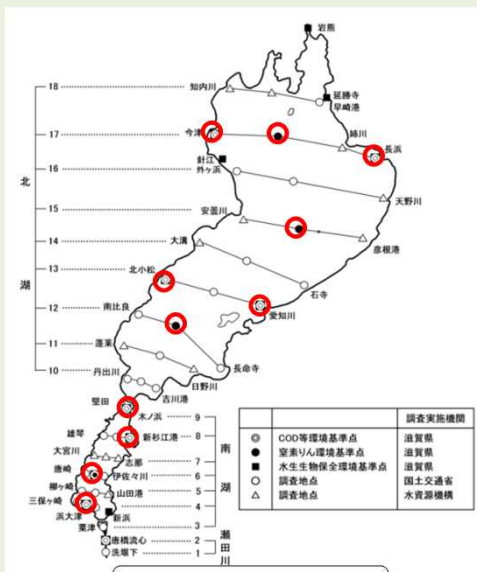 岩熊
18
知内川
延勝寺
早崎港
17
今津
姉川
長浜
16
針江
外ヶ浜
天野川
北
湖
15
安曇川
彦根港
14
大溝
13
北小松
石寺
12
南比良
愛知川
11
蓬莱
10
丹出川
日野川
長命寺
吉川港
堅田
木ノ浜
9
雄琴
新杉江港
8
大宮川
志那
7
南
湖
唐崎
伊佐々川
6
柳ヶ崎
山田港
5
三保ヶ崎
4
浜大津
新浜
粟津
3
瀬
田
川
唐橋流心
2
洗堰下
1
調査実施機関
◎ COD等環境基準点 滋賀県
● 窒素りん環境基準点 滋賀県
■ 水生生物保全環境基準点 滋賀県
○ 調査地点 国土交通省
△ 調査地点 水資源機構